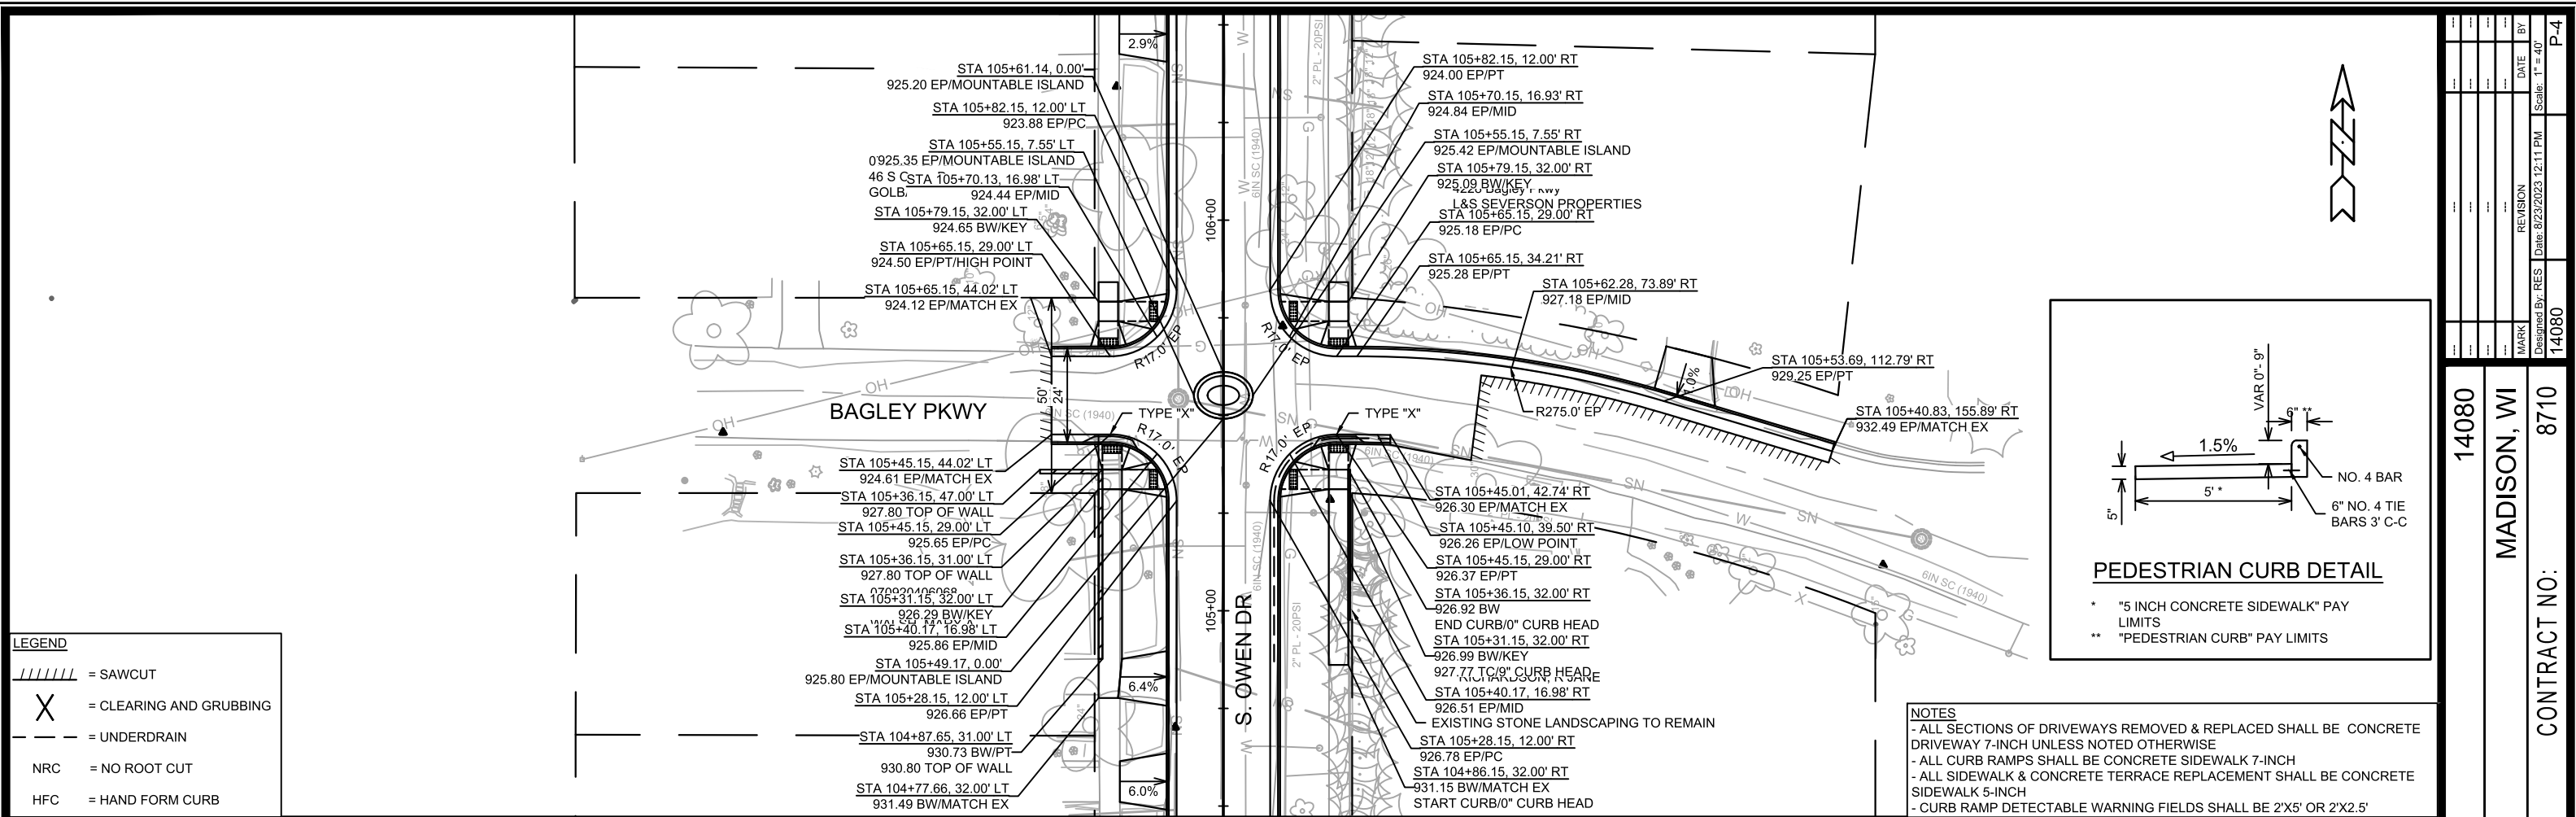 2.9%
STA 105+61.14, 0.00'
925.20 EP/MOUNTABLE ISLAND
STA 105+82.15, 12.00' LT
923.88 EP/PC
STA 105+55.15, 7.55' LT
925.35 EP/MOUNTABLE ISLAND
46 S
STA 105+70.13, 16.98' LT
924.44 EP/MID
STA 105+79.15, 32.00' LT
924.65 BW/KEY
STA 105+65.15, 29.00' LT
924.50 EP/PT/HIGH POINT
STA 105+65.15, 44.02' LT
924.12 EP/MATCH EX
STA 105+82.15, 12.00' RT
924.00 EP/PT
STA 105+70.15, 16.93' RT
924.84 EP/MID
STA 105+55.15, 7.55' RT
925.42 EP/MOUNTABLE ISLAND
STA 105+79.15, 32.00' RT
925.09 BW/KEY
4226 Bagley Pkwy
L&S SEVERSON PROPERTIES
STA 105+65.15, 29.00' RT
925.18 EP/PC
STA 105+65.15, 34.21' RT
925.28 EP/PT
STA 105+62.28, 73.89' RT
927.18 EP/MID
STA 105+53.69, 112.79' RT
929.25 EP/PT
STA 105+40.83, 155.89' RT
932.49 EP/MATCH EX
R275.0' EP
R17.0' EP
R17.0' EP
R17.0' EP
R17.0' EP
TYPE "X"
TYPE "X"
50'
24'
BAGLEY PKWY
S. OWEN DR
106+00
105+00
STA 105+45.15, 44.02' LT
924.61 EP/MATCH EX
STA 105+36.15, 47.00' LT
927.80 TOP OF WALL
STA 105+45.15, 29.00' LT
925.65 EP/PC
STA 105+36.15, 31.00' LT
927.80 TOP OF WALL
070920406068
STA 105+31.15, 32.00' LT
926.29 BW/KEY
STA 105+40.17, 16.98' LT
925.86 EP/MID
STA 105+49.17, 0.00'
925.80 EP/MOUNTABLE ISLAND
STA 105+28.15, 12.00' LT
926.66 EP/PT
STA 104+87.65, 31.00' LT
930.73 BW/PT
930.80 TOP OF WALL
STA 104+77.66, 32.00' LT
931.49 BW/MATCH EX
6.4%
6.0%
STA 105+45.01, 42.74' RT
926.30 EP/MATCH EX
STA 105+45.10, 39.50' RT
926.26 EP/LOW POINT
STA 105+45.15, 29.00' RT
926.37 EP/PT
STA 105+36.15, 32.00' RT
926.92 BW
END CURB/0" CURB HEAD
STA 105+31.15, 32.00' RT
926.99 BW/KEY
927.77 TC/9" CURB HEAD
RICHARDSON, R JANE
STA 105+40.17, 16.98' RT
926.51 EP/MID
EXISTING STONE LANDSCAPING TO REMAIN
STA 105+28.15, 12.00' RT
926.78 EP/PC
STA 104+86.15, 32.00' RT
931.15 BW/MATCH EX
START CURB/0" CURB HEAD
2" PL - 20PSI
2" PL - 20PSI
6IN SC (1940)
6IN SC (1940)
6IN SC (1940)
6IN SC (1940)
6IN SC (1940)
OH
OH
OH
OH
OH
SN
SN
SN
W
W
G
G
LEGEND
= SAWCUT
X = CLEARING AND GRUBBING
= UNDERDRAIN
NRC = NO ROOT CUT
HFC = HAND FORM CURB
VAR 0"- 9"
6" **
1.5%
5' *
5"
NO. 4 BAR
6" NO. 4 TIE
BARS 3' C-C
PEDESTRIAN CURB DETAIL
* "5 INCH CONCRETE SIDEWALK" PAY
LIMITS
** "PEDESTRIAN CURB" PAY LIMITS
NOTES
- ALL SECTIONS OF DRIVEWAYS REMOVED & REPLACED SHALL BE CONCRETE
DRIVEWAY 7-INCH UNLESS NOTED OTHERWISE
- ALL CURB RAMPS SHALL BE CONCRETE SIDEWALK 7-INCH
- ALL SIDEWALK & CONCRETE TERRACE REPLACEMENT SHALL BE CONCRETE
SIDEWALK 5-INCH
- CURB RAMP DETECTABLE WARNING FIELDS SHALL BE 2'X5' OR 2'X2.5'
MARK REVISION DATE BY
Designed By: RES Date: 8/23/2023 12:11 PM Scale: 1" = 40'
14080 P-4
14080
MADISON, WI
CONTRACT NO: 8710
N